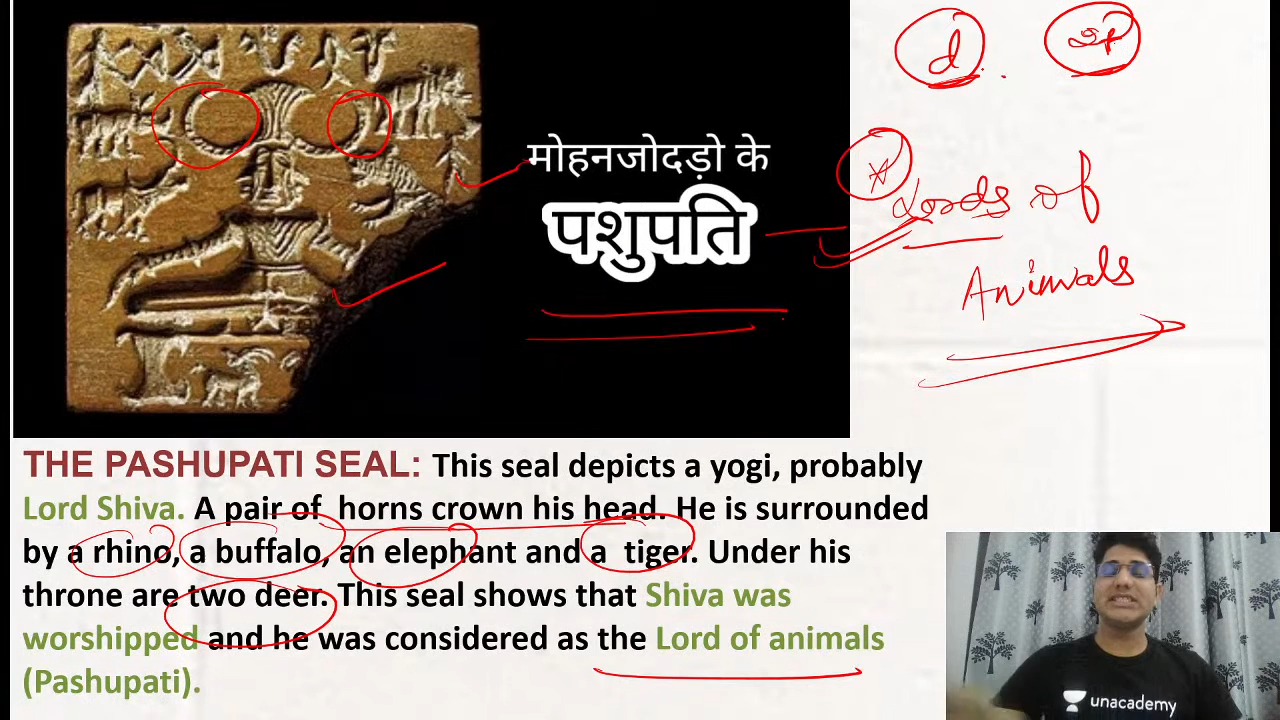 d
मोहनजोदड़ो के
पशुपति
Lords of
Animals
THE PASHUPATI SEAL: This seal depicts a yogi, probably
Lord Shiva. A pair of horns crown his head. He is surrounded
by a rhino, a buffalo, an elephant and a tiger. Under his
throne are two deer. This seal shows that Shiva was
worshipped and he was considered as the Lord of animals
(Pashupati).
unacademy